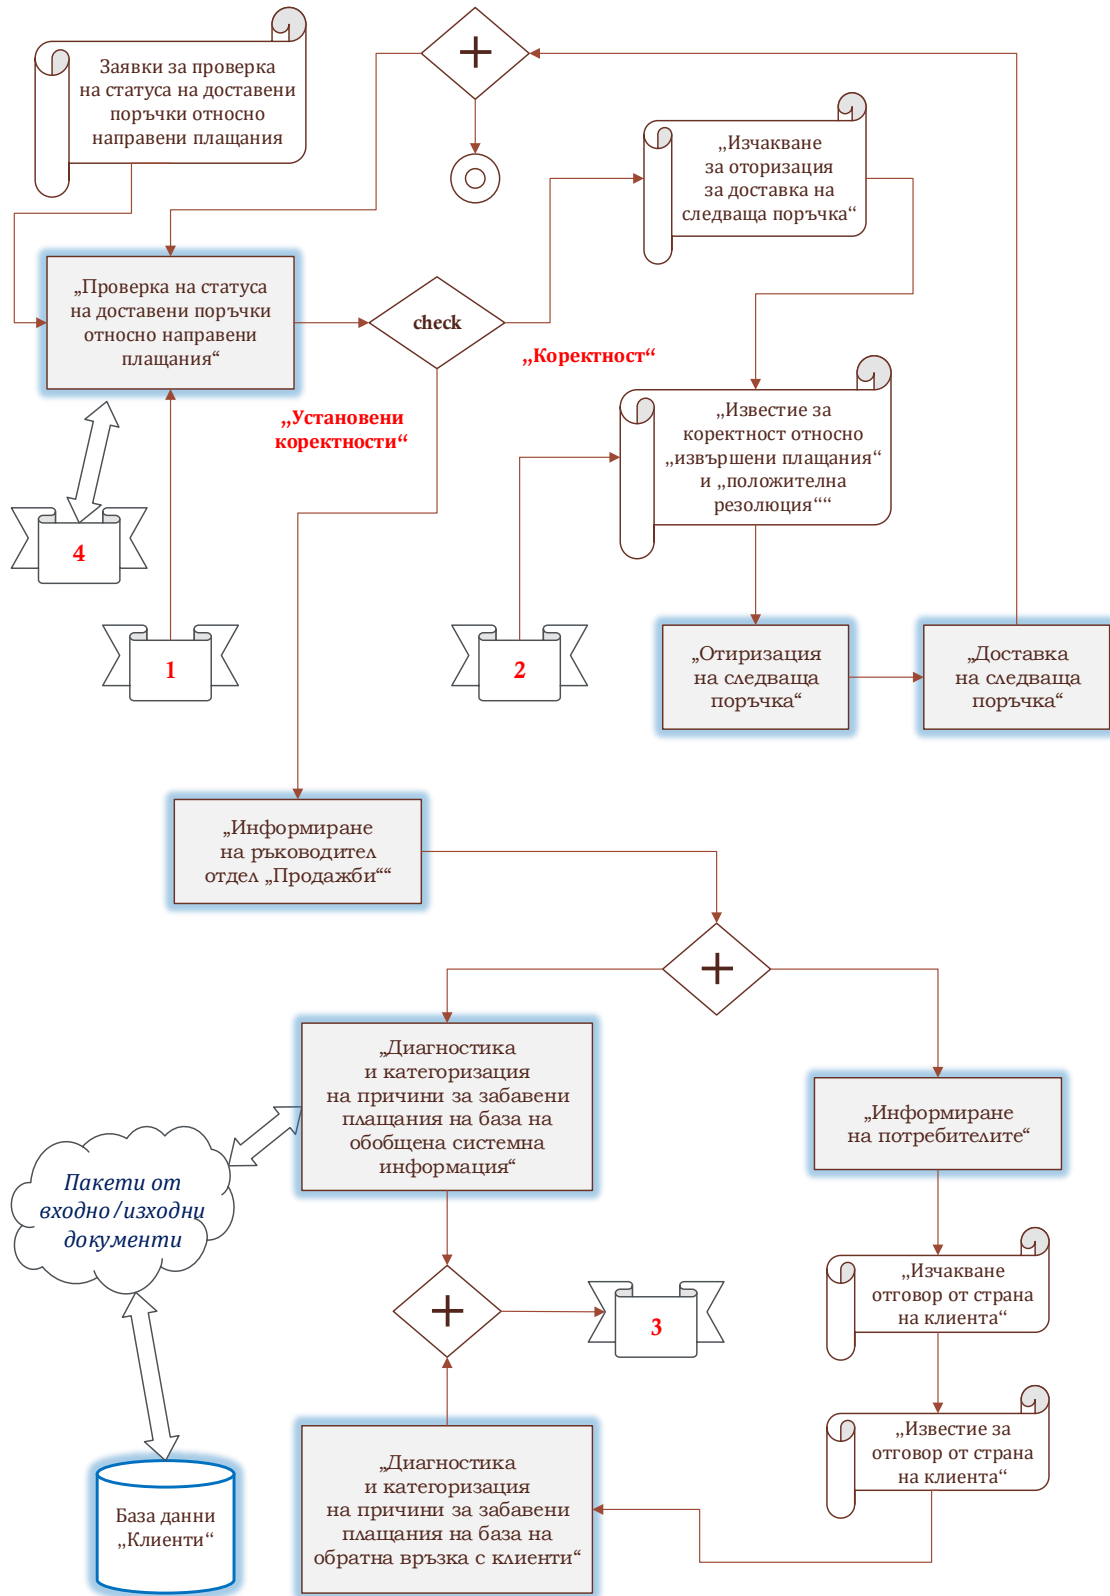 Заявки за проверка
на статуса на доставени
поръчки относно
направени плащания
„Изчакване
за оторизация
за доставка на
следваща поръчка“
„Проверка на статуса
на доставени поръчки
относно направени
плащания“
check
„Коректност“
„Установени
коректности“
„Известие за
коректност относно
„извършени плащания“
и „положителна
резолюция““
4
1
2
„Отиризация
на следваща
поръчка“
„Доставка
на следваща
поръчка“
„Информиране
на ръководител
отдел „Продажби““
„Диагностика
и категоризация
на причини за забавени
плащания на база на
обобщена системна
информация“
„Информиране
на потребителите“
Пакети от
входно/изходни
документи
„Изчакване
отговор от страна
на клиента“
3
„Известие за
отговор от страна
на клиента“
„Диагностика
и категоризация
на причини за забавени
плащания на база на
обратна връзка с клиенти“
База данни
„Клиенти“